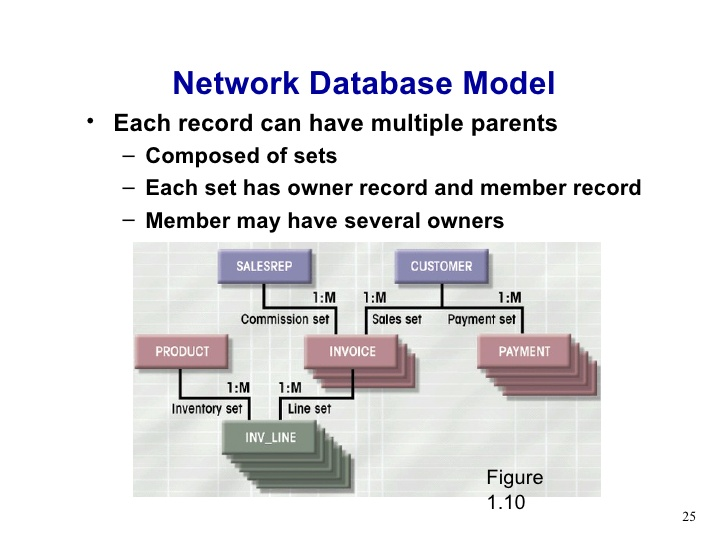 Network Database Model
• Each record can have multiple parents
– Composed of sets
– Each set has owner record and member record
– Member may have several owners
SALESREP
CUSTOMER
1:M
1:M
1:M
Commission set
Sales set
Payment set
PRODUCT
INVOICE
PAYMENT
1:M
1:M
Inventory set
Line set
INV_LINE
Figure
1.10
25